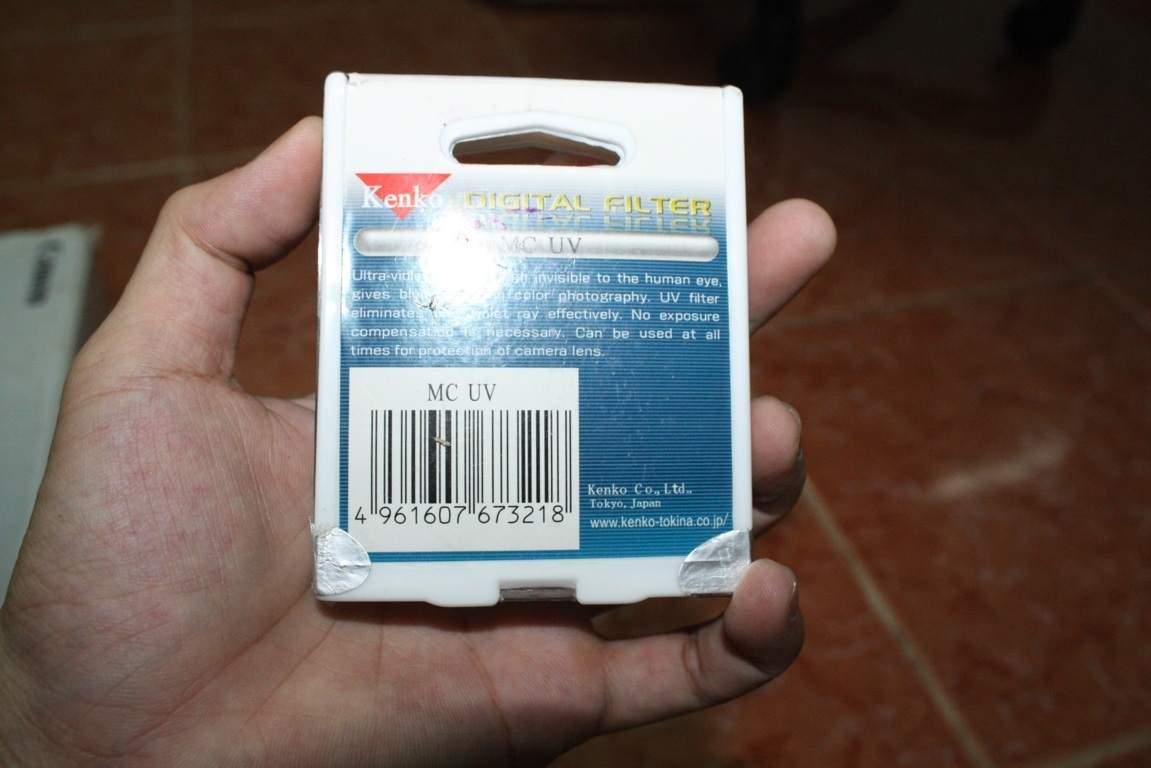 Kenko DIGITAL FILTER
MC UV
invisible to the human eye,
gives color photography. UV filter
eliminates ray effectively. No exposure
compensation is necessary. Can be used at all
times for protection of camera lens.
MC UV
4 961607 673218
Kenko Co., Ltd.,
Tokyo, Japan
www.kenko-tokina.co.jp/
Canon